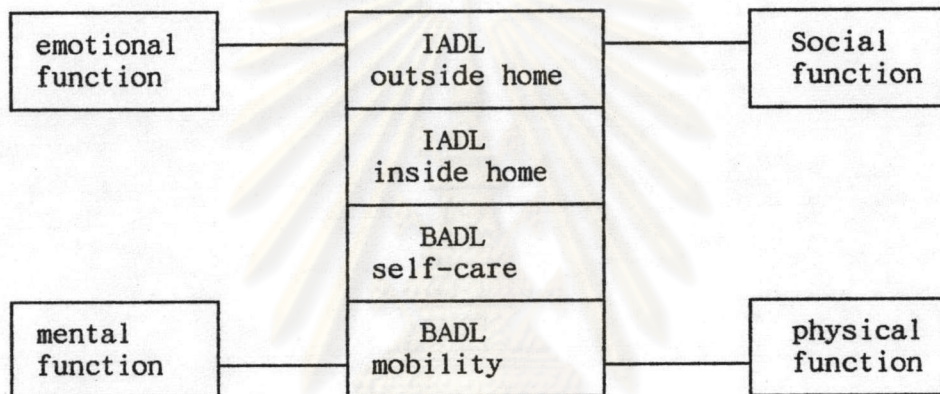 emotional
function
IADL
outside home
Social
function
IADL
inside home
BADL
self-care
mental
function
BADL
mobility
physical
function